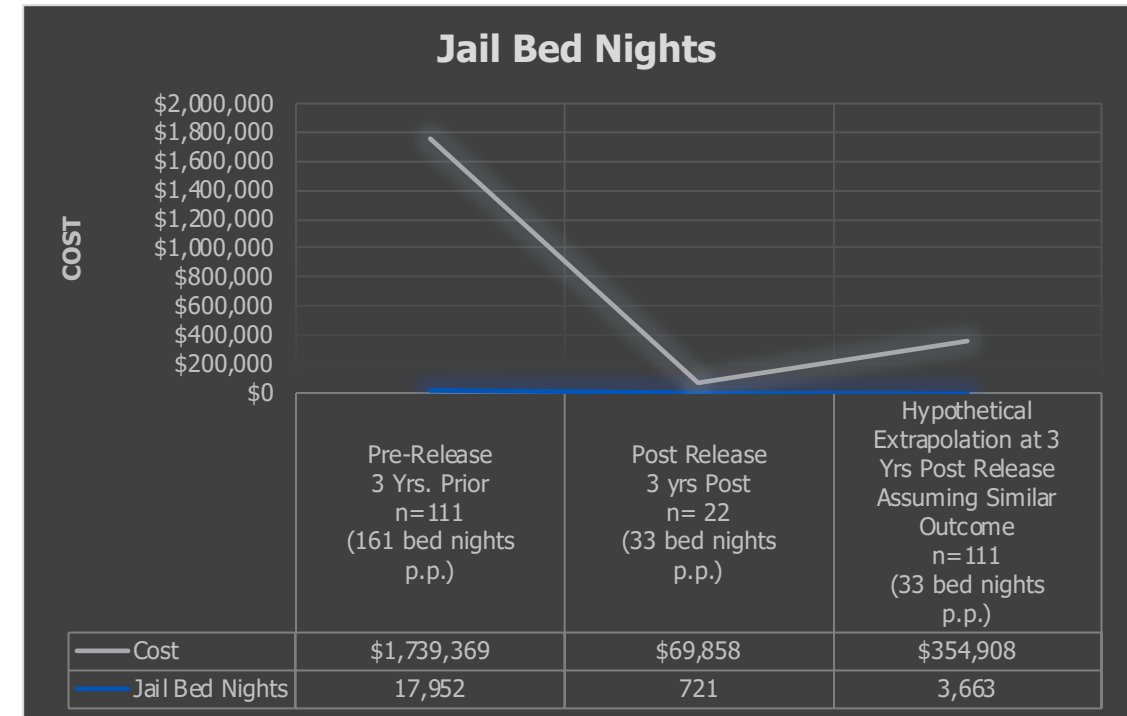 Jail Bed Nights
COST
$2,000,000
$1,800,000
$1,600,000
$1,400,000
$1,200,000
$1,000,000
$800,000
$600,000
$400,000
$200,000
$0
Pre-Release
3 Yrs. Prior
n=111
(161 bed nights
p.p.)
Post Release
3 yrs Post
n= 22
(33 bed nights
p.p.)
Hypothetical
Extrapolation at 3
Yrs Post Release
Assuming Similar
Outcome
n=111
(33 bed nights
p.p.)
Cost $1,739,369 $69,858 $354,908
Jail Bed Nights 17,952 721 3,663